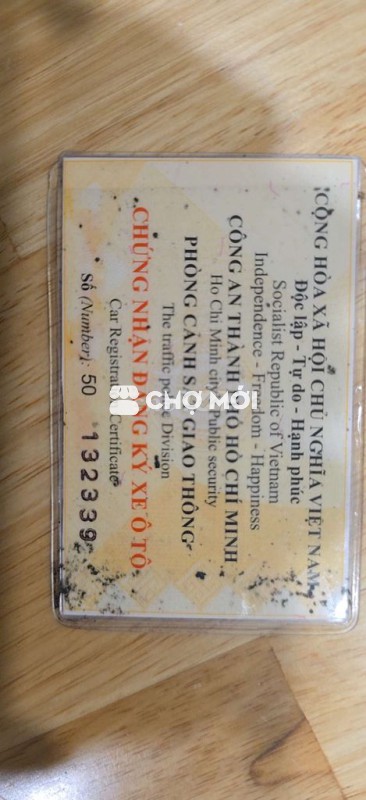 CỘNG HÒA XÃ HỘI CHỦ NGHĨA VIỆT NAM
Độc lập - Tự do - Hạnh phúc
Socialist Republic of Vietnam
Independence - Freedom - Happiness
CÔNG AN THÀNH PHỐ HỒ CHÍ MINH
Ho Chi Minh city Public security
PHÒNG CẢNH SÁT GIAO THÔNG
The traffic police Division
CHỨNG NHẬN ĐĂNG KÝ XE Ô TÔ
Car Registration Certificate
Số (Number): 50 132339
CHỢ MỚI